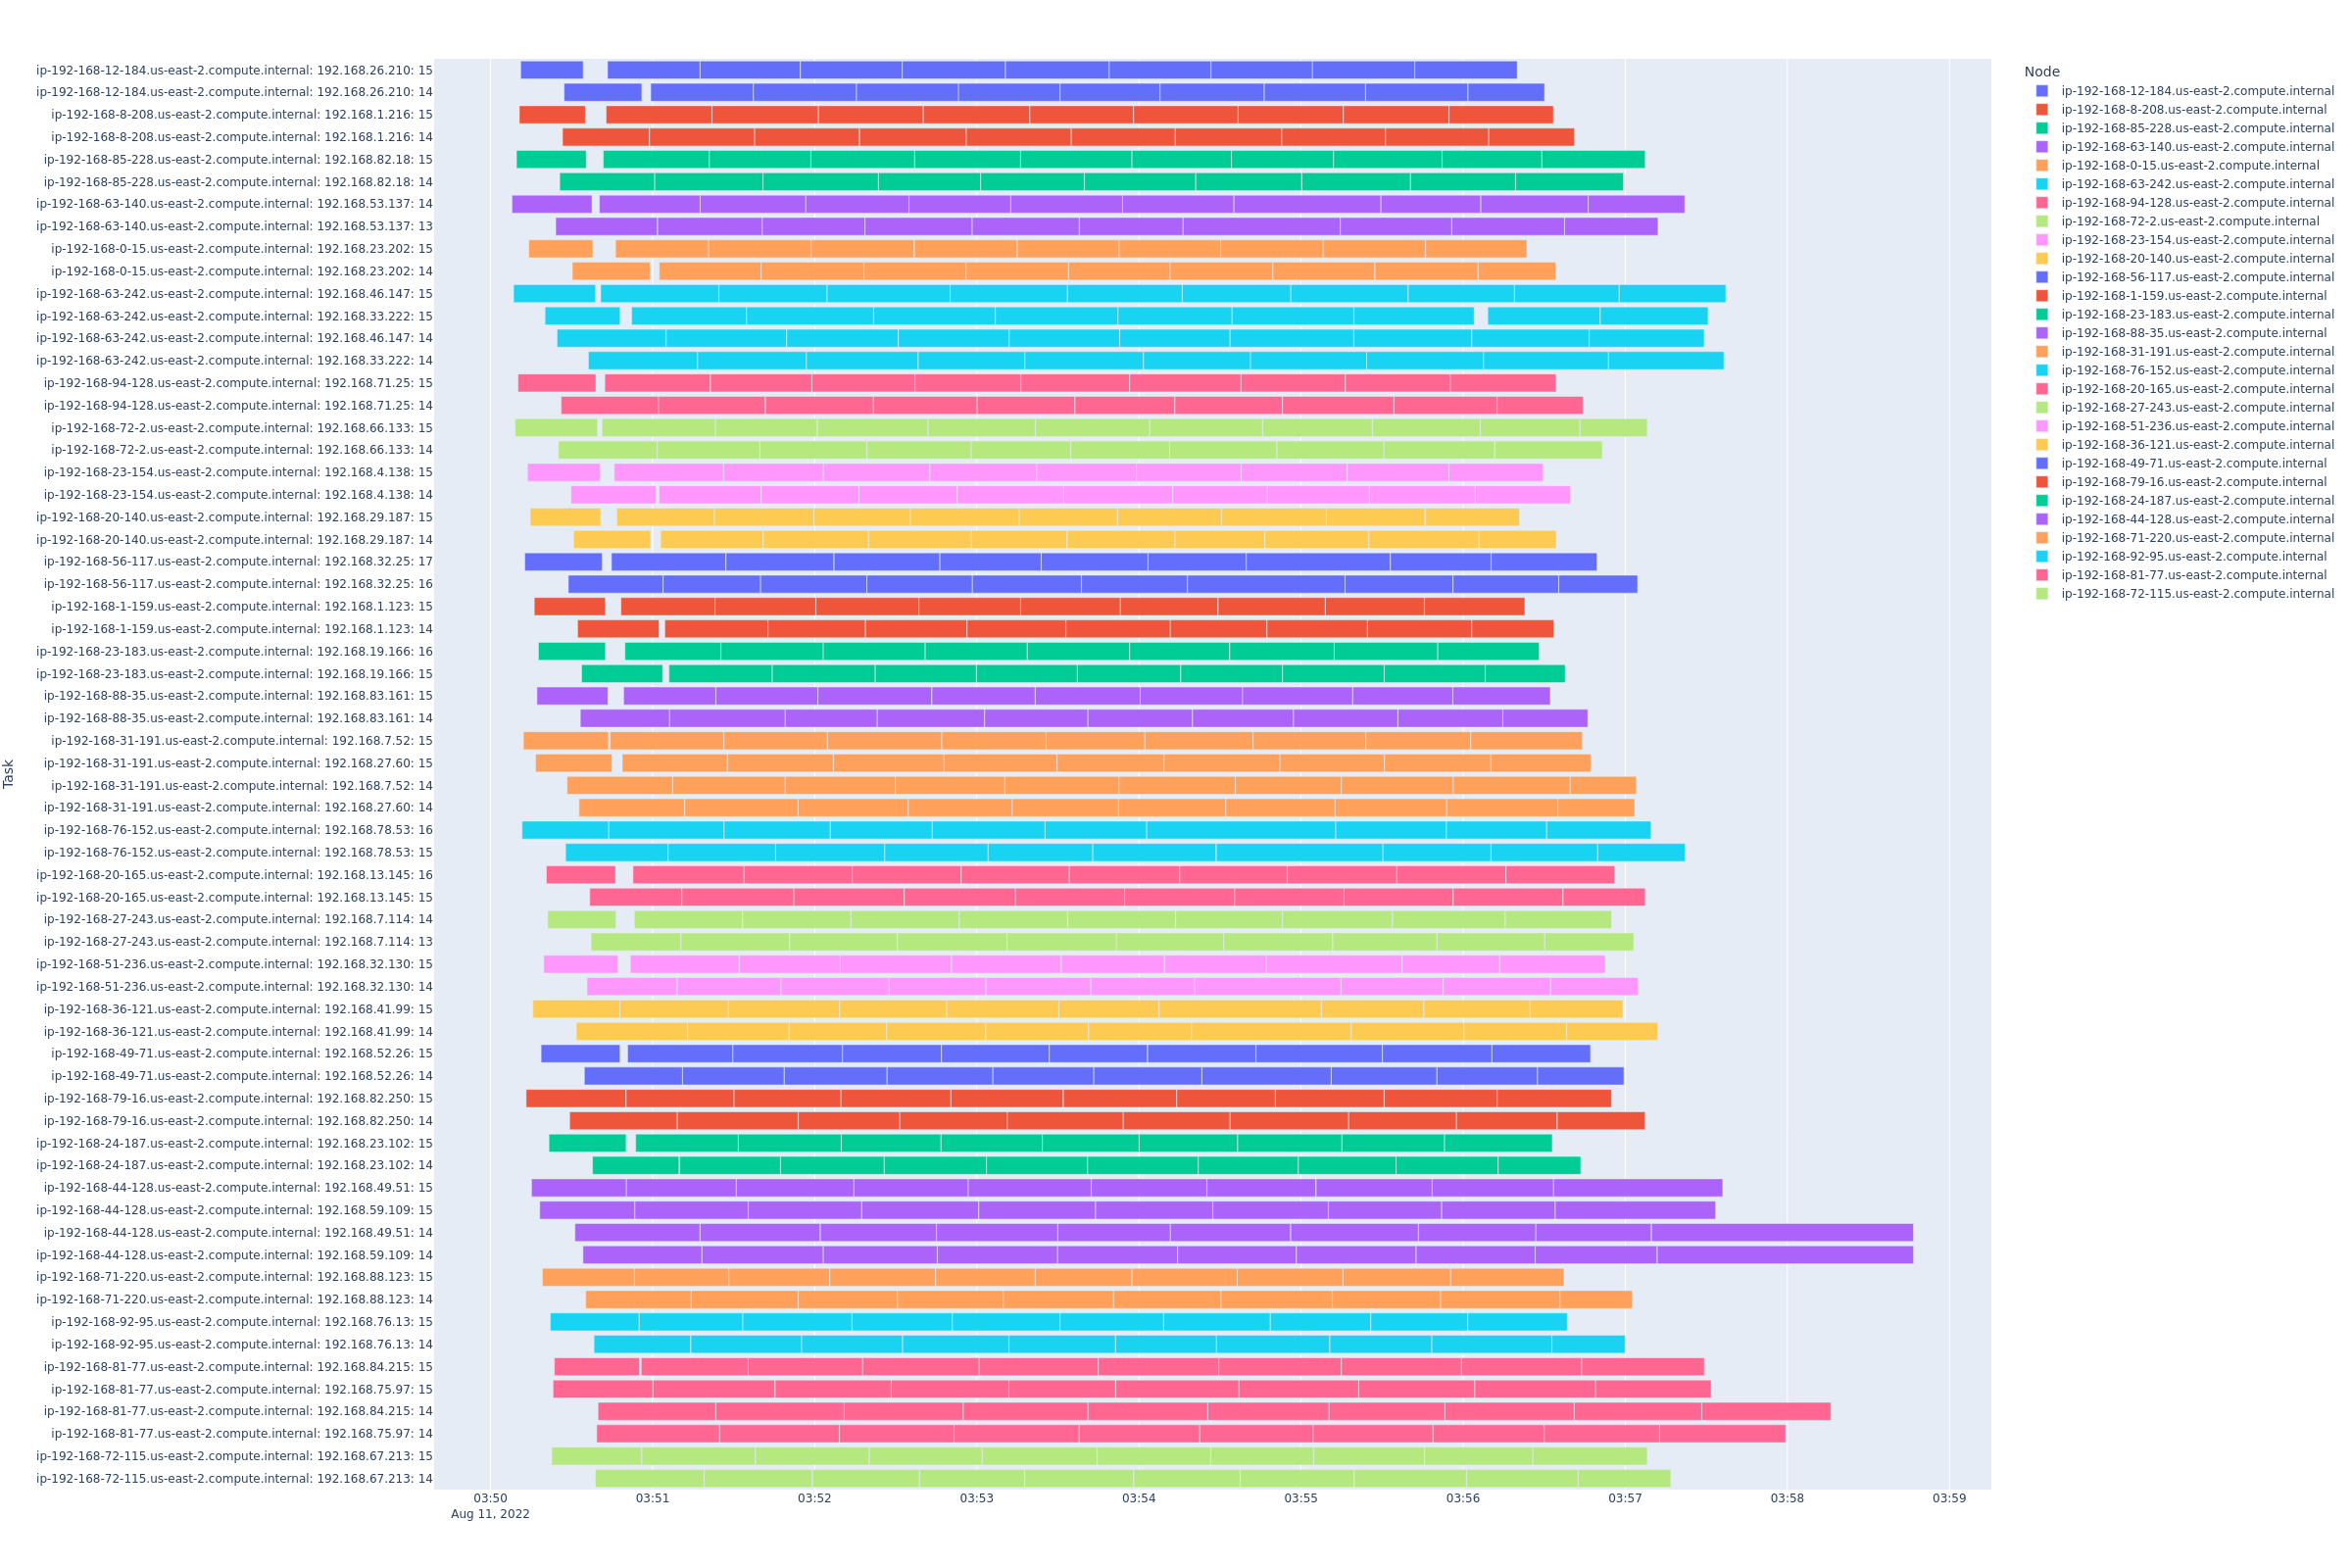 ip-192-168-12-184.us-east-2.compute.internal: 192.168.26.210: 15
ip-192-168-12-184.us-east-2.compute.internal: 192.168.26.210: 14
ip-192-168-8-208.us-east-2.compute.internal: 192.168.1.216: 15
ip-192-168-8-208.us-east-2.compute.internal: 192.168.1.216: 14
ip-192-168-85-228.us-east-2.compute.internal: 192.168.82.18: 15
ip-192-168-85-228.us-east-2.compute.internal: 192.168.82.18: 14
ip-192-168-63-140.us-east-2.compute.internal: 192.168.53.137: 14
ip-192-168-63-140.us-east-2.compute.internal: 192.168.53.137: 13
ip-192-168-0-15.us-east-2.compute.internal: 192.168.23.202: 15
ip-192-168-0-15.us-east-2.compute.internal: 192.168.23.202: 14
ip-192-168-63-242.us-east-2.compute.internal: 192.168.46.147: 15
ip-192-168-63-242.us-east-2.compute.internal: 192.168.33.222: 15
ip-192-168-63-242.us-east-2.compute.internal: 192.168.46.147: 14
ip-192-168-63-242.us-east-2.compute.internal: 192.168.33.222: 14
ip-192-168-94-128.us-east-2.compute.internal: 192.168.71.25: 15
ip-192-168-94-128.us-east-2.compute.internal: 192.168.71.25: 14
ip-192-168-72-2.us-east-2.compute.internal: 192.168.66.133: 15
ip-192-168-72-2.us-east-2.compute.internal: 192.168.66.133: 14
ip-192-168-23-154.us-east-2.compute.internal: 192.168.4.138: 15
ip-192-168-23-154.us-east-2.compute.internal: 192.168.4.138: 14
ip-192-168-20-140.us-east-2.compute.internal: 192.168.29.187: 15
ip-192-168-20-140.us-east-2.compute.internal: 192.168.29.187: 14
ip-192-168-56-117.us-east-2.compute.internal: 192.168.32.25: 17
ip-192-168-56-117.us-east-2.compute.internal: 192.168.32.25: 16
ip-192-168-1-159.us-east-2.compute.internal: 192.168.1.123: 15
ip-192-168-1-159.us-east-2.compute.internal: 192.168.1.123: 14
ip-192-168-23-183.us-east-2.compute.internal: 192.168.19.166: 16
ip-192-168-23-183.us-east-2.compute.internal: 192.168.19.166: 15
ip-192-168-88-35.us-east-2.compute.internal: 192.168.83.161: 15
ip-192-168-88-35.us-east-2.compute.internal: 192.168.83.161: 14
ip-192-168-31-191.us-east-2.compute.internal: 192.168.7.52: 15
ip-192-168-31-191.us-east-2.compute.internal: 192.168.27.60: 15
ip-192-168-31-191.us-east-2.compute.internal: 192.168.7.52: 14
ip-192-168-31-191.us-east-2.compute.internal: 192.168.27.60: 14
ip-192-168-76-152.us-east-2.compute.internal: 192.168.78.53: 16
ip-192-168-76-152.us-east-2.compute.internal: 192.168.78.53: 15
ip-192-168-20-165.us-east-2.compute.internal: 192.168.13.145: 16
ip-192-168-20-165.us-east-2.compute.internal: 192.168.13.145: 15
ip-192-168-27-243.us-east-2.compute.internal: 192.168.7.114: 14
ip-192-168-27-243.us-east-2.compute.internal: 192.168.7.114: 13
ip-192-168-51-236.us-east-2.compute.internal: 192.168.32.130: 15
ip-192-168-51-236.us-east-2.compute.internal: 192.168.32.130: 14
ip-192-168-36-121.us-east-2.compute.internal: 192.168.41.99: 15
ip-192-168-36-121.us-east-2.compute.internal: 192.168.41.99: 14
ip-192-168-49-71.us-east-2.compute.internal: 192.168.52.26: 15
ip-192-168-49-71.us-east-2.compute.internal: 192.168.52.26: 14
ip-192-168-79-16.us-east-2.compute.internal: 192.168.82.250: 15
ip-192-168-79-16.us-east-2.compute.internal: 192.168.82.250: 14
ip-192-168-24-187.us-east-2.compute.internal: 192.168.23.102: 15
ip-192-168-24-187.us-east-2.compute.internal: 192.168.23.102: 14
ip-192-168-44-128.us-east-2.compute.internal: 192.168.49.51: 15
ip-192-168-44-128.us-east-2.compute.internal: 192.168.59.109: 15
ip-192-168-44-128.us-east-2.compute.internal: 192.168.49.51: 14
ip-192-168-44-128.us-east-2.compute.internal: 192.168.59.109: 14
ip-192-168-71-220.us-east-2.compute.internal: 192.168.88.123: 15
ip-192-168-71-220.us-east-2.compute.internal: 192.168.88.123: 14
ip-192-168-92-95.us-east-2.compute.internal: 192.168.76.13: 15
ip-192-168-92-95.us-east-2.compute.internal: 192.168.76.13: 14
ip-192-168-81-77.us-east-2.compute.internal: 192.168.84.215: 15
ip-192-168-81-77.us-east-2.compute.internal: 192.168.75.97: 15
ip-192-168-81-77.us-east-2.compute.internal: 192.168.84.215: 14
ip-192-168-81-77.us-east-2.compute.internal: 192.168.75.97: 14
ip-192-168-72-115.us-east-2.compute.internal: 192.168.67.213: 15
ip-192-168-72-115.us-east-2.compute.internal: 192.168.67.213: 14
Task
03:50 03:51 03:52 03:53 03:54 03:55 03:56 03:57 03:58 03:59
Aug 11, 2022
Node
ip-192-168-12-184.us-east-2.compute.internal
ip-192-168-8-208.us-east-2.compute.internal
ip-192-168-85-228.us-east-2.compute.internal
ip-192-168-63-140.us-east-2.compute.internal
ip-192-168-0-15.us-east-2.compute.internal
ip-192-168-63-242.us-east-2.compute.internal
ip-192-168-94-128.us-east-2.compute.internal
ip-192-168-72-2.us-east-2.compute.internal
ip-192-168-23-154.us-east-2.compute.internal
ip-192-168-20-140.us-east-2.compute.internal
ip-192-168-56-117.us-east-2.compute.internal
ip-192-168-1-159.us-east-2.compute.internal
ip-192-168-23-183.us-east-2.compute.internal
ip-192-168-88-35.us-east-2.compute.internal
ip-192-168-31-191.us-east-2.compute.internal
ip-192-168-76-152.us-east-2.compute.internal
ip-192-168-20-165.us-east-2.compute.internal
ip-192-168-27-243.us-east-2.compute.internal
ip-192-168-51-236.us-east-2.compute.internal
ip-192-168-36-121.us-east-2.compute.internal
ip-192-168-49-71.us-east-2.compute.internal
ip-192-168-79-16.us-east-2.compute.internal
ip-192-168-24-187.us-east-2.compute.internal
ip-192-168-44-128.us-east-2.compute.internal
ip-192-168-71-220.us-east-2.compute.internal
ip-192-168-92-95.us-east-2.compute.internal
ip-192-168-81-77.us-east-2.compute.internal
ip-192-168-72-115.us-east-2.compute.internal